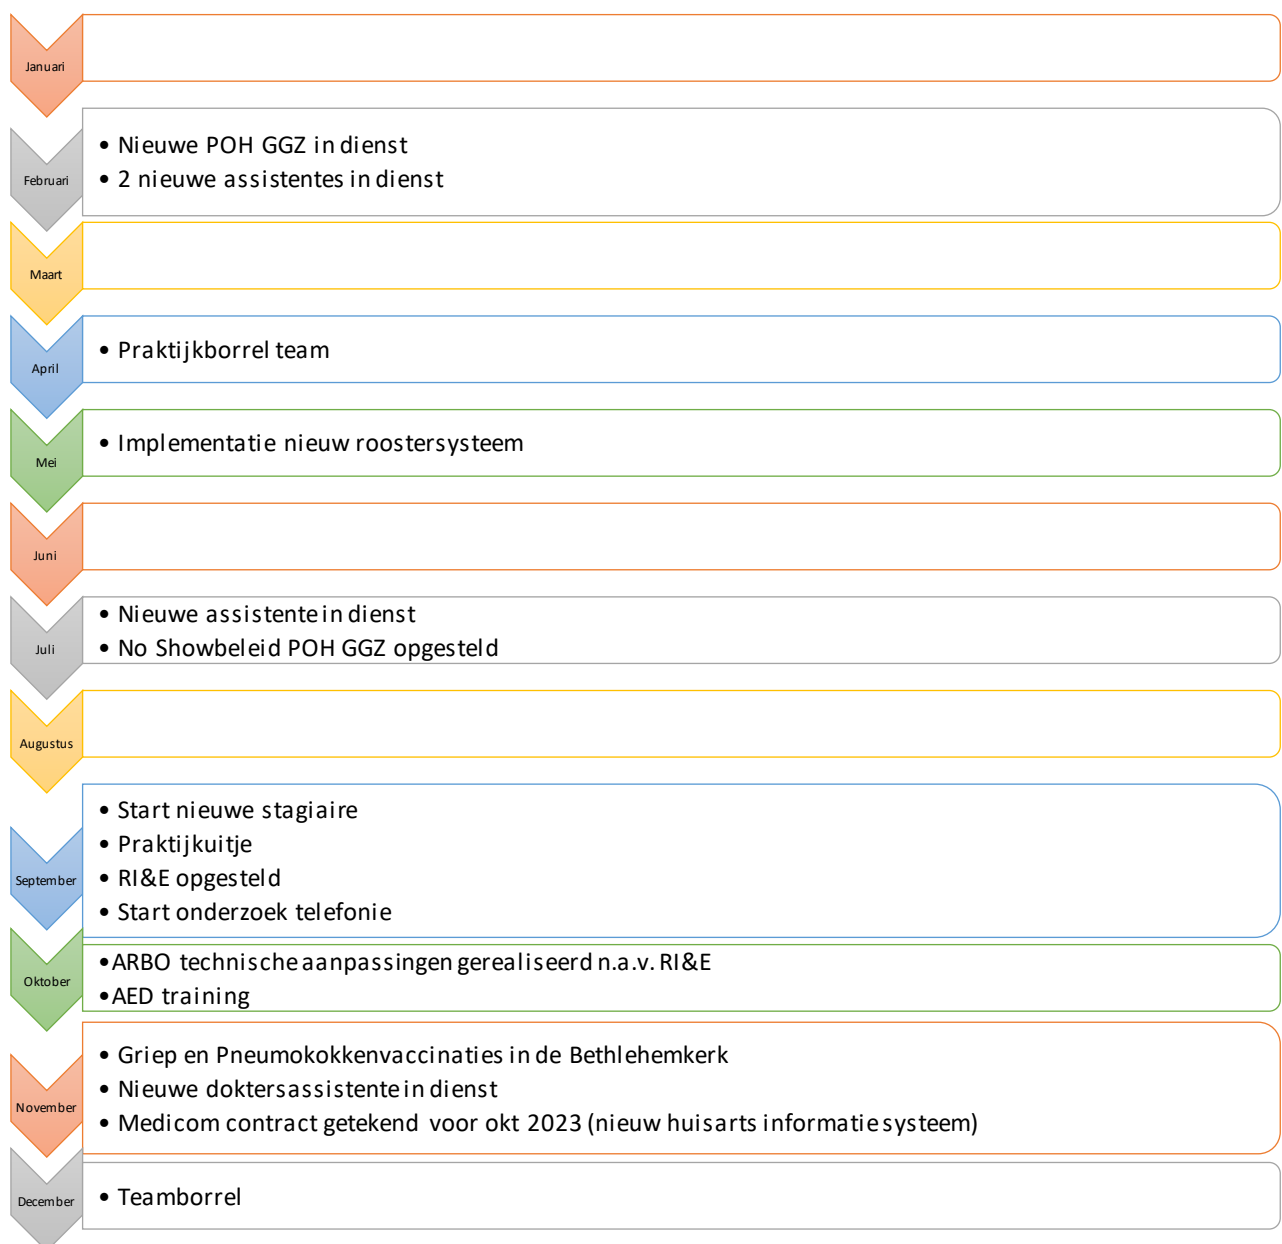 Januari
Februari
• Nieuwe POH GGZ in dienst
• 2 nieuwe assistentes in dienst
Maart
April
• Praktijkborrel team
Mei
• Implementatie nieuw roostersysteem
Juni
Juli
• Nieuwe assistente in dienst
• No Showbeleid POH GGZ opgesteld
Augustus
September
• Start nieuwe stagiaire
• Praktijkuitje
• RI&E opgesteld
• Start onderzoek telefonie
Oktober
• ARBO technische aanpassingen gerealiseerd n.a.v. RI&E
• AED training
November
• Griep en Pneumokokkenvaccinaties in de Bethlehemkerk
• Nieuwe doktersassistente in dienst
• Medicom contract getekend voor okt 2023 (nieuw huisarts informatie systeem)
December
• Teamborrel